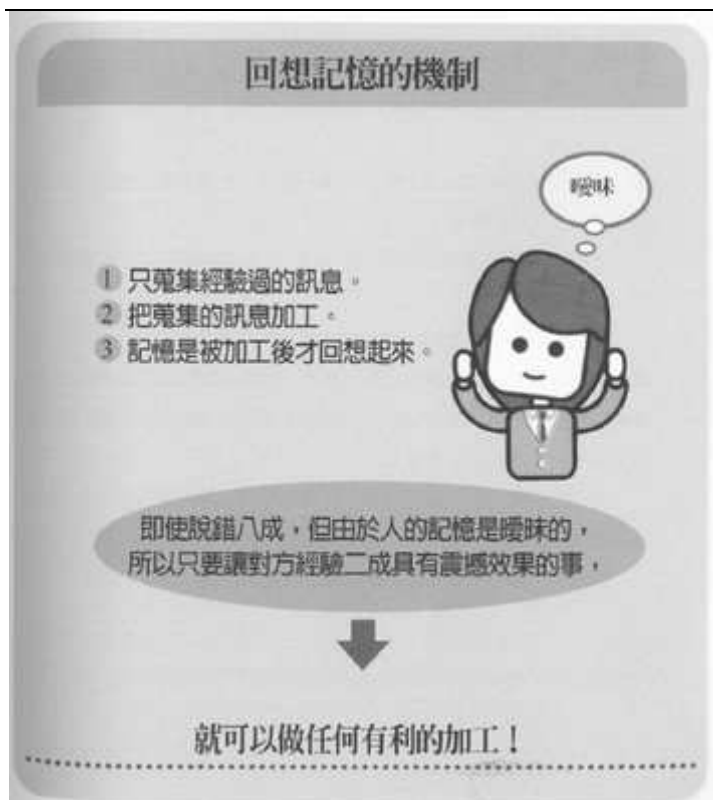 回想記憶的機制
曖昧
1 只蒐集經驗過的訊息。
2 把蒐集的訊息加工。
3 記憶是被加工後才回想起來。
即使說錯八成，但由於人的記憶是曖昧的，
所以只要讓對方經驗二成具有震撼效果的事，
就可以做任何有利的加工！